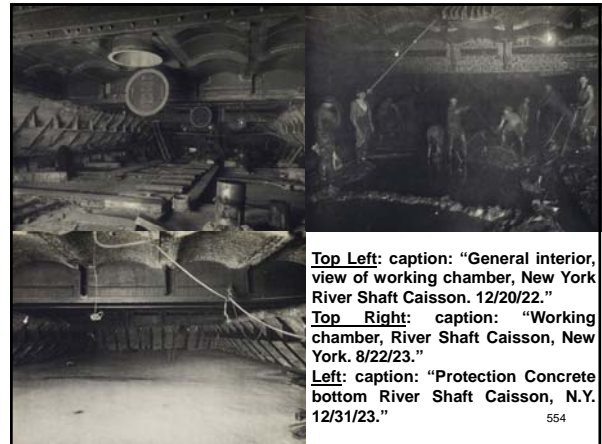 Top Left: caption: “General interior,
view of working chamber, New York
River Shaft Caisson. 12/20/22.”
Top Right: caption: “Working
chamber, River Shaft Caisson, New
York. 8/22/23.”
Left: caption: “Protection Concrete
bottom River Shaft Caisson, N.Y.
12/31/23.”
554